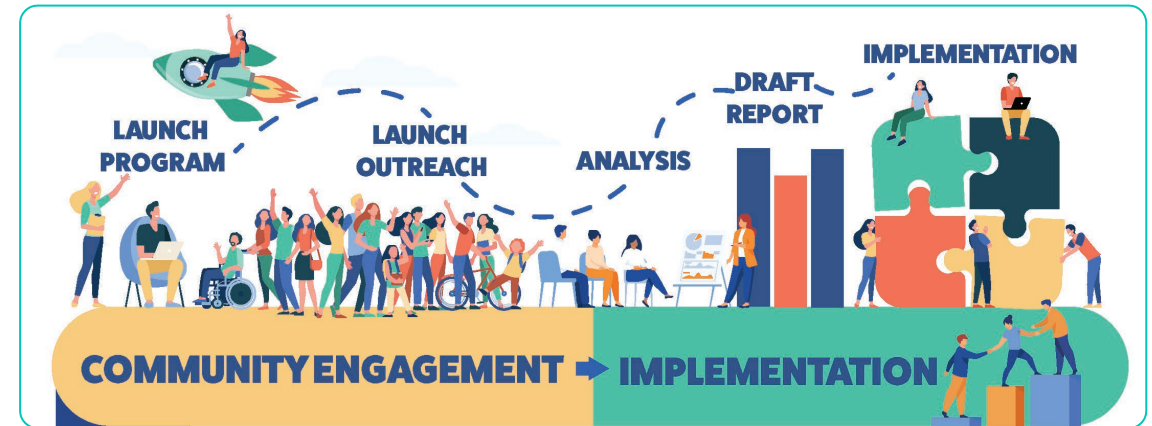 LAUNCH
PROGRAM
LAUNCH
OUTREACH
ANALYSIS
DRAFT
REPORT
IMPLEMENTATION
COMMUNITY ENGAGEMENT
IMPLEMENTATION